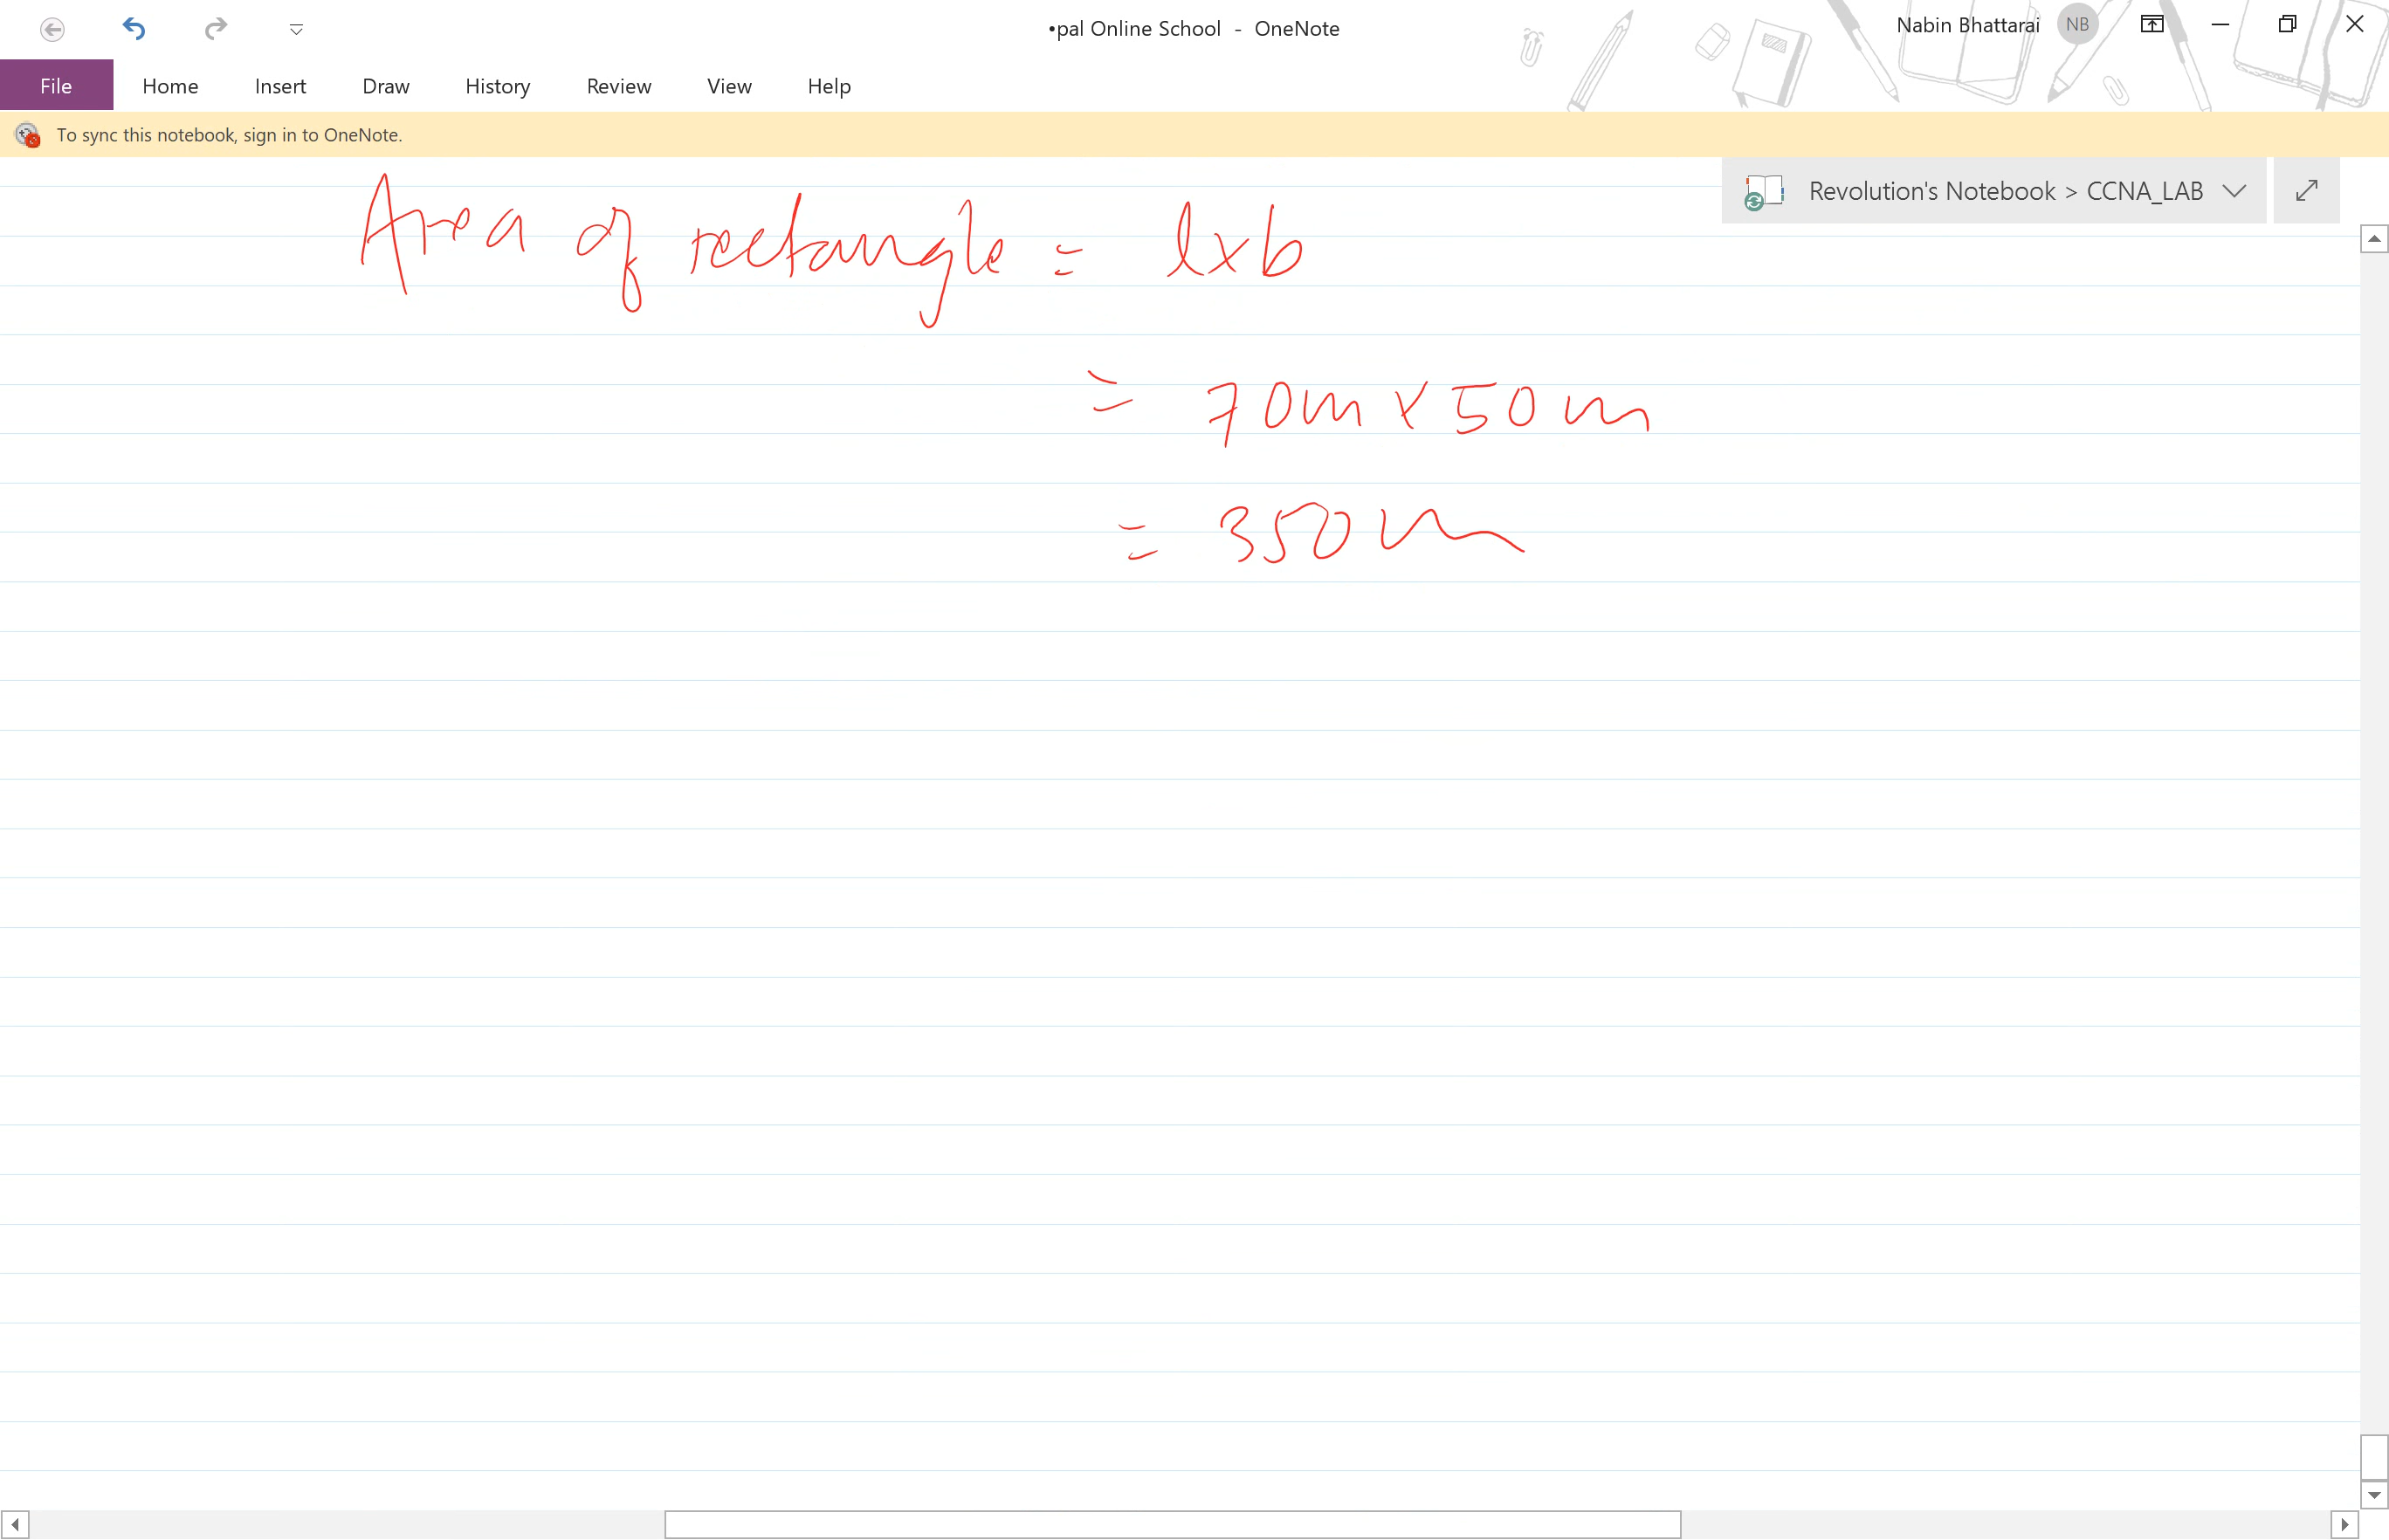 •pal Online School - OneNote
Nabin Bhattarai NB
File Home Insert Draw History Review View Help
To sync this notebook, sign in to OneNote.
Revolution's Notebook > CCNA_LAB
Area of rectangle = l×b
= 70m×50m
= 350m